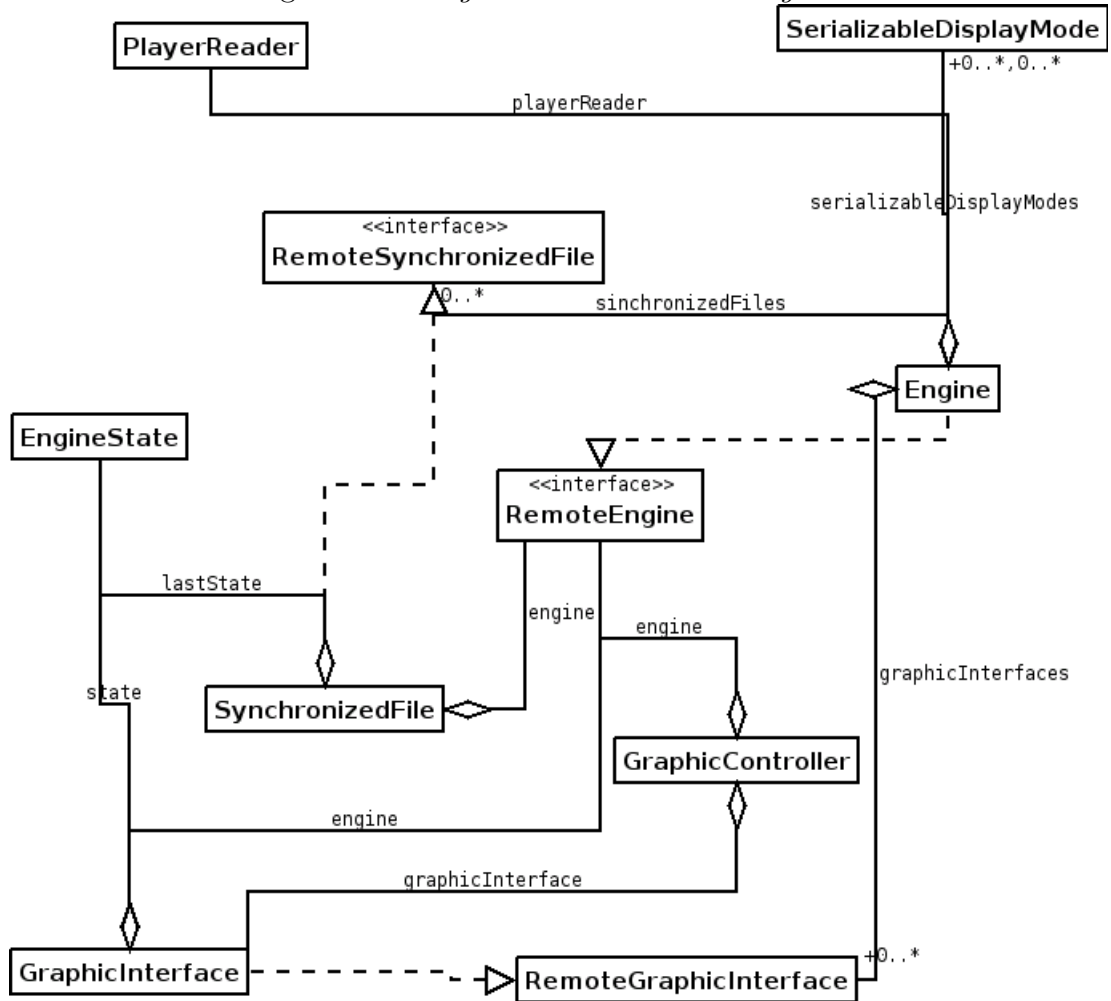 PlayerReader
SerializableDisplayMode
+0..*,0..*
playerReader
serializableDisplayModes
<<interface>>
RemoteSynchronizedFile
0..*
sinchronizedFiles
Engine
EngineState
<<interface>>
RemoteEngine
lastState
engine
engine
graphicInterfaces
state
SynchronizedFile
GraphicController
engine
graphicInterface
+0..*
GraphicInterface
RemoteGraphicInterface